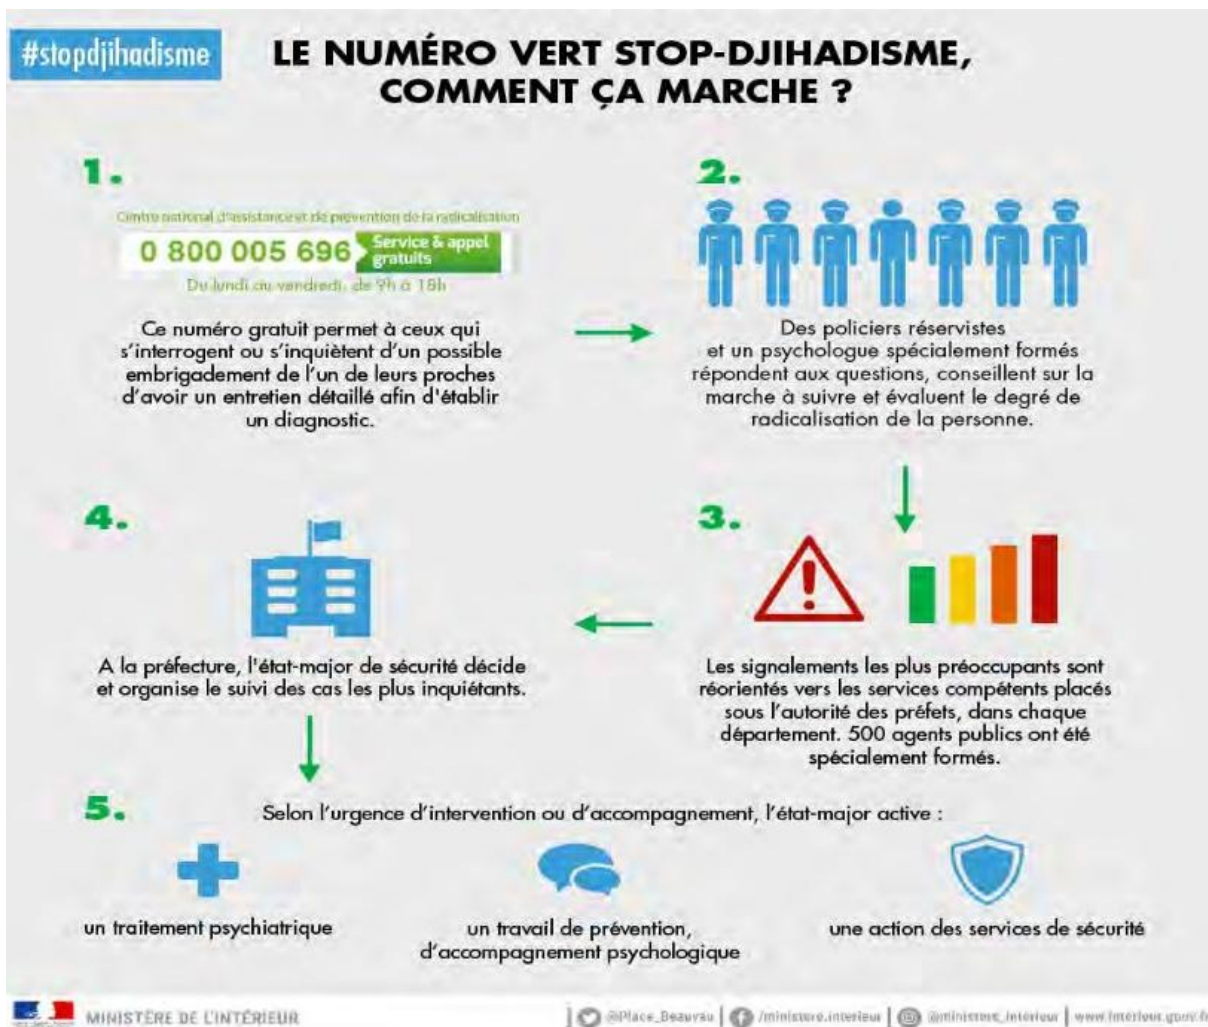 #stopdjihadisme
LE NUMÉRO VERT STOP-DJIHADISME,
COMMENT ÇA MARCHE ?
1.
Centre national d'assistance et de prévention de la radicalisation
0 800 005 696
Service & appel
gratuits
Du lundi au vendredi, de 9h à 18h
Ce numéro gratuit permet à ceux qui
s'interrogent ou s'inquiètent d'un possible
embrigadement de l'un de leurs proches
d'avoir un entretien détaillé afin d'établir
un diagnostic.
2.
Des policiers réservistes
et un psychologue spécialement formés
répondent aux questions, conseillent sur la
marche à suivre et évaluent le degré de
radicalisation de la personne.
3.
Les signalements les plus préoccupants sont
réorientés vers les services compétents placés
sous l'autorité des préfets, dans chaque
département. 500 agents publics ont été
spécialement formés.
4.
A la préfecture, l'état-major de sécurité décide
et organise le suivi des cas les plus inquiétants.
5.
Selon l'urgence d'intervention ou d'accompagnement, l'état-major active :
un traitement psychiatrique
un travail de prévention,
d'accompagnement psychologique
une action des services de sécurité
MINISTÈRE DE L'INTÉRIEUR
@Place_Beauvau
/ministere.interieur
@ministere_interieur
www.interieur.gouv.fr